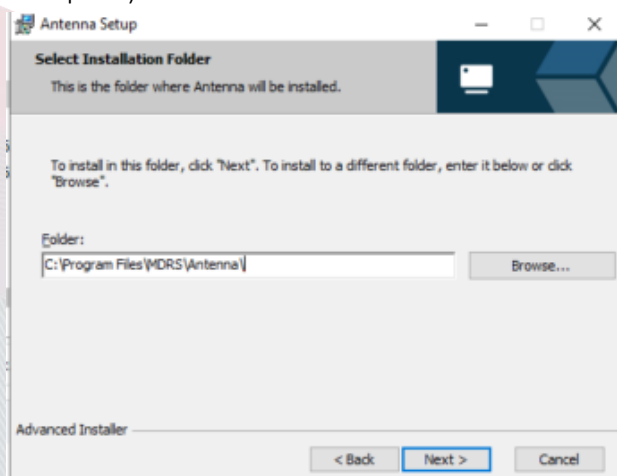 Antenna Setup
Select Installation Folder
This is the folder where Antenna will be installed.
To install in this folder, click "Next". To install to a different folder, enter it below or click
"Browse".
Folder:
C:\Program Files\MDRS\Antenna\
Browse...
Advanced Installer
< Back
Next >
Cancel